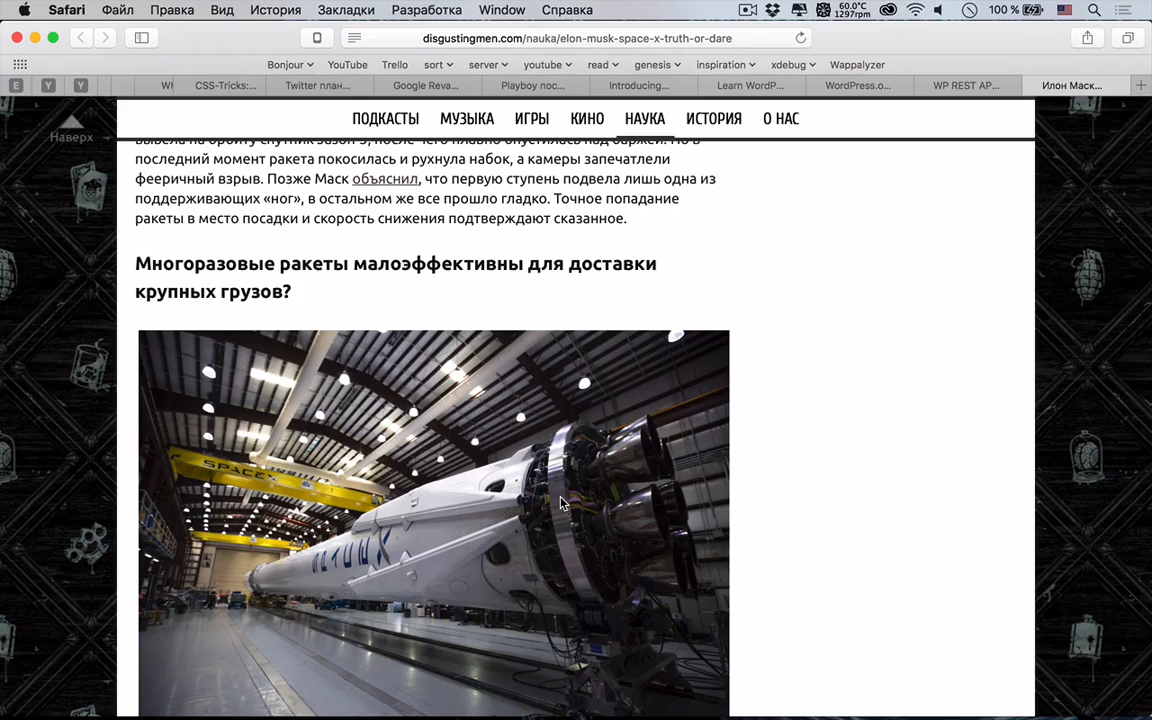 Safari Файл Правка Вид История Закладки Разработка Window Справка
60.0°C
1297rpm
100 %
disgustingmen.com/nauka/elon-musk-space-x-truth-or-dare
Bonjour YouTube Trello sort server youtube read genesis inspiration xdebug Wappalyzer
E Y Y WI CSS-Tricks:... Twitter план... Google Reva... Playboy пос... Introducing... Learn WordP... WordPress.o... WP REST AP... Илон Маск...
Наверх
ПОДКАСТЫ МУЗЫКА ИГРЫ КИНО НАУКА ИСТОРИЯ О НАС
последний момент ракета покосилась и рухнула набок, а камеры запечатлели
фееричный взрыв. Позже Маск объяснил, что первую ступень подвела лишь одна из
поддерживающих «ног», в остальном же все прошло гладко. Точное попадание
ракеты в место посадки и скорость снижения подтверждают сказанное.
Многоразовые ракеты малоэффективны для доставки
крупных грузов?
SPACEX